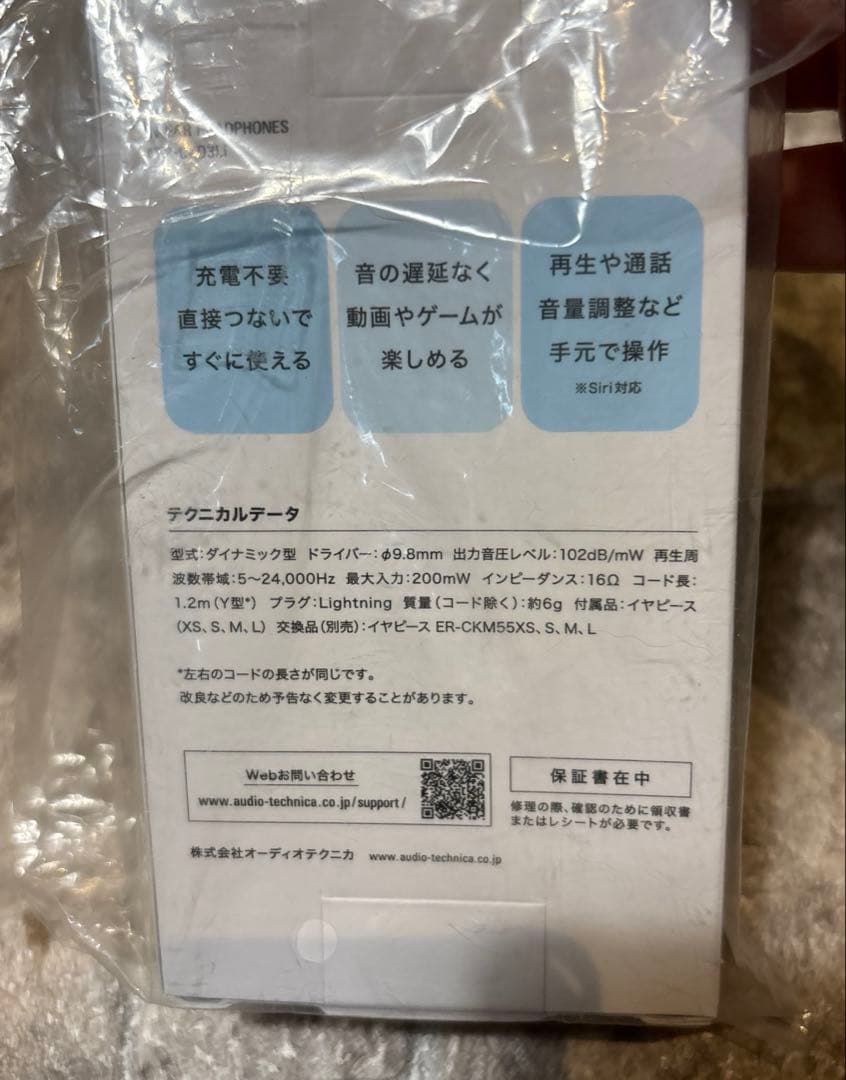 HEADPHONES
充電不要
直接つないで
すぐに使える
音の遅延なく
動画やゲームが
楽しめる
再生や通話
音量調整など
手元で操作
※Siri対応
テクニカルデータ
型式：ダイナミック型 ドライバー：φ9.8mm 出力音圧レベル：102dB/mW 再生周
波数帯域：5〜24,000Hz 最大入力：200mW インピーダンス：16Ω コード長：
1.2m（Y型*） プラグ：Lightning 質量（コード除く）：約6g 付属品：イヤピース
（XS、S、M、L） 交換品（別売）：イヤピース ER-CKM55XS、S、M、L
*左右のコードの長さが同じです。
改良などのため予告なく変更することがあります。
Webお問い合わせ
www.audio-technica.co.jp/support/
保証書在中
修理の際、確認のために領収書
またはレシートが必要です。
株式会社オーディオテクニカ www.audio-technica.co.jp